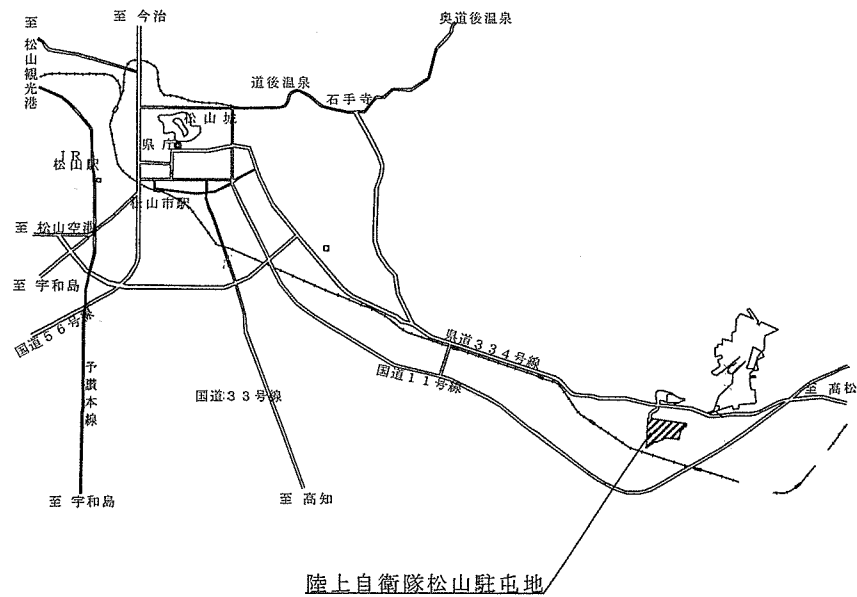 至 今治
奥道後温泉
至 松山観光港
道後温泉
石手寺
松山城
県庁
JR
松山駅
松山市駅
至 松山空港
至 宇和島
国道56号線
県道334号線
予讃本線
国道33号線
国道11号線
至 高松
至 宇和島
至 高知
陸上自衛隊松山駐屯地